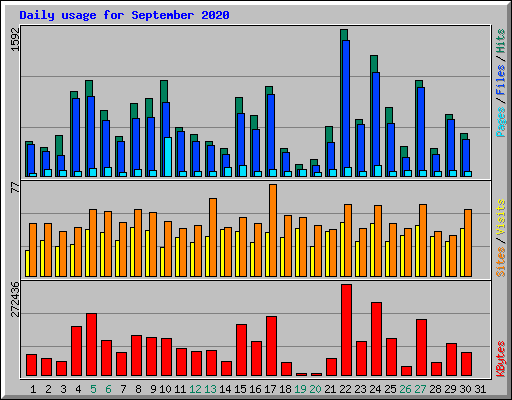 Daily usage for September 2020
1592
77
272436
Pages / Files / Hits
Sites / Visits
KBytes
1 2 3 4 5 6 7 8 9 10 11 12 13 14 15 16 17 18 19 20 21 22 23 24 25 26 27 28 29 30 31